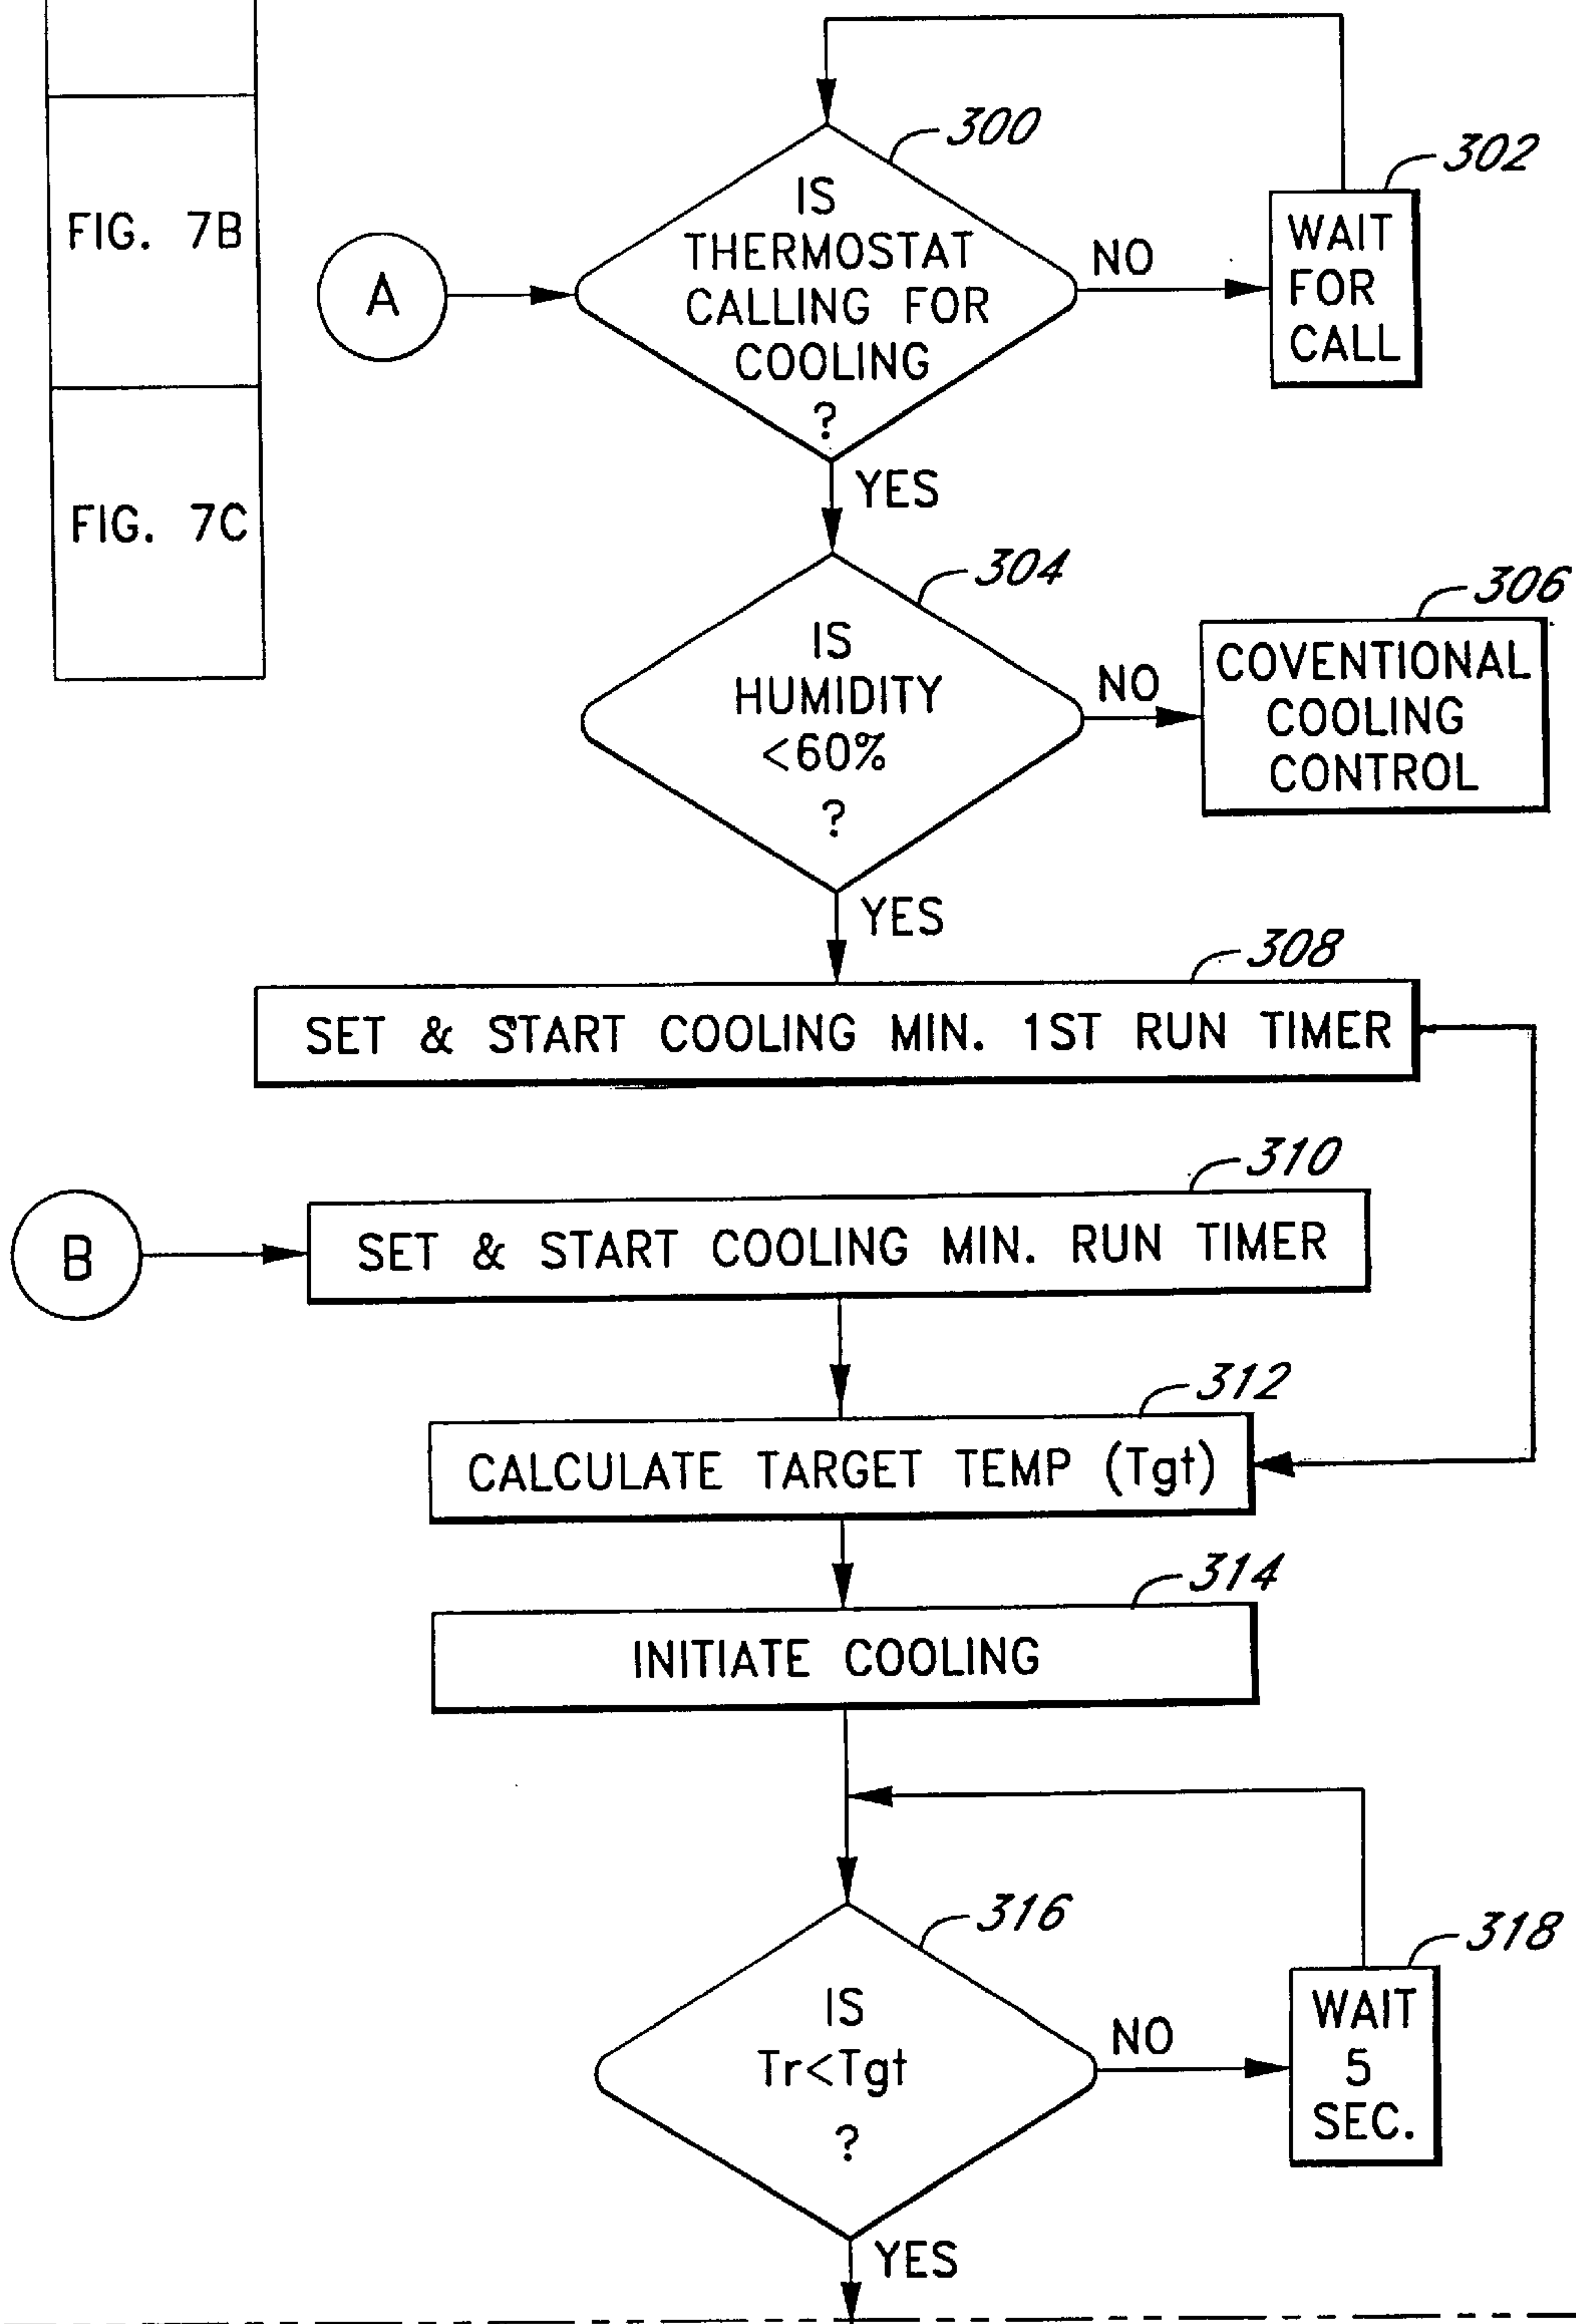 300
302
IS
THERMOSTAT
CALLING FOR
COOLING
?
NO
WAIT
FOR
CALL
FIG. 7B
A
YES
FIG. 7C
304
306
IS
HUMIDITY
<60%
?
NO
COVENTIONAL
COOLING
CONTROL
YES
308
SET & START COOLING MIN. 1ST RUN TIMER
310
B
SET & START COOLING MIN. RUN TIMER
312
CALCULATE TARGET TEMP (Tgt)
314
INITIATE COOLING
316
318
IS
Tr<Tgt
?
NO
WAIT
5
SEC.
YES